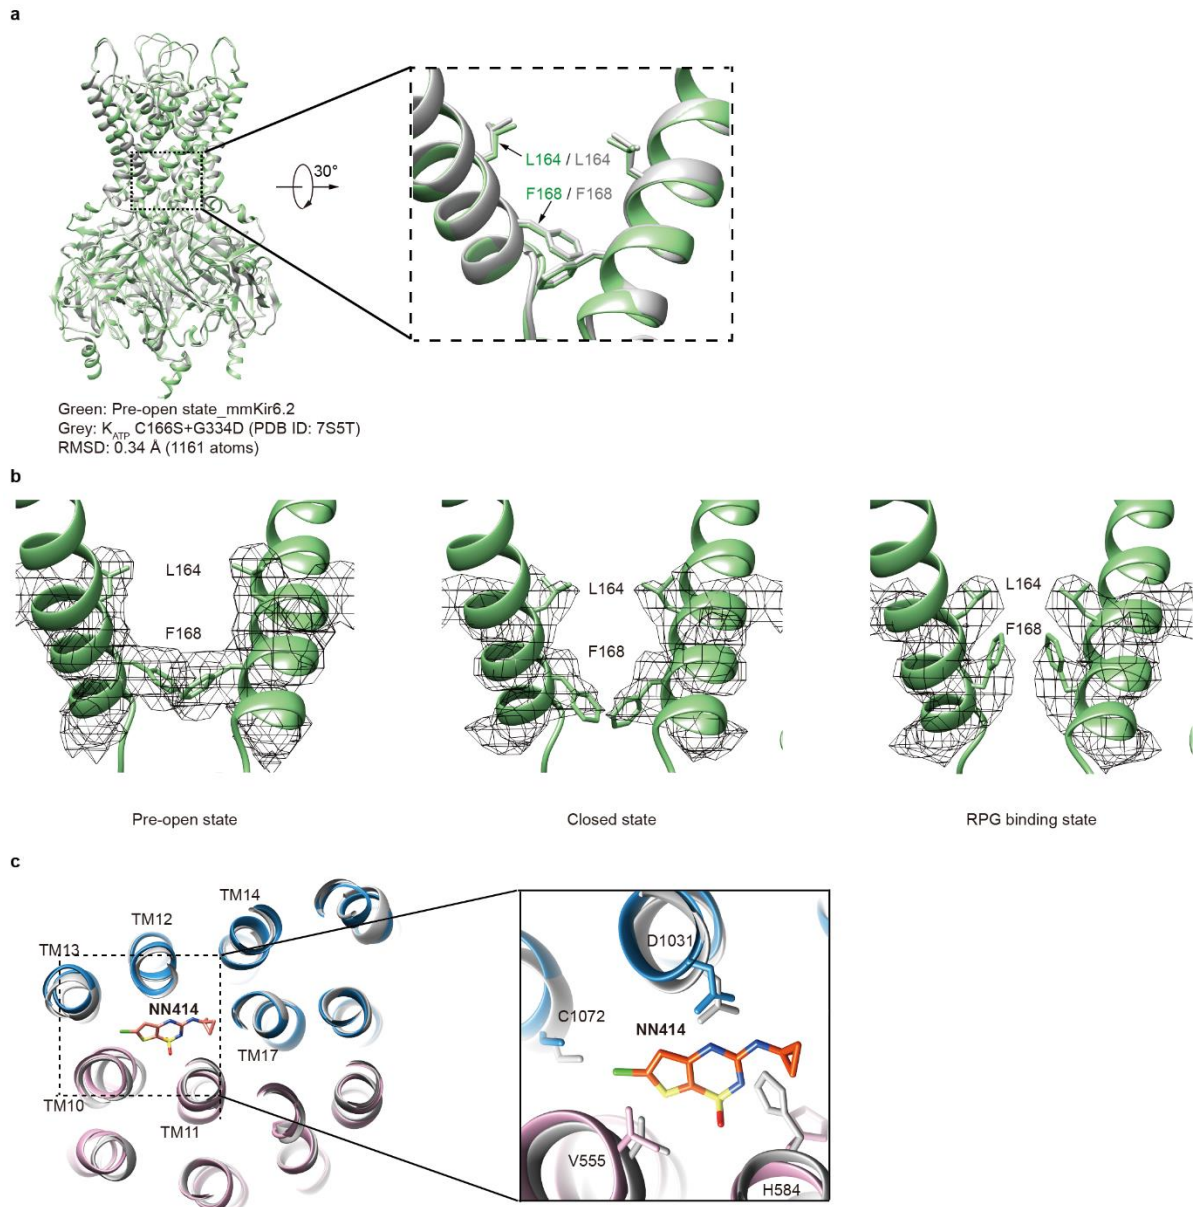 a
30°
L164 / L164
F168 / F168
Green: Pre-open state_mmKir6.2
Grey: KATP C166S+G334D (PDB ID: 7S5T)
RMSD: 0.34 Å (1161 atoms)
b
L164
F168
L164
F168
L164
F168
Pre-open state
Closed state
RPG binding state
c
TM14
TM12
TM13
NN414
TM17
TM10
TM11
D1031
C1072
NN414
V555
H584